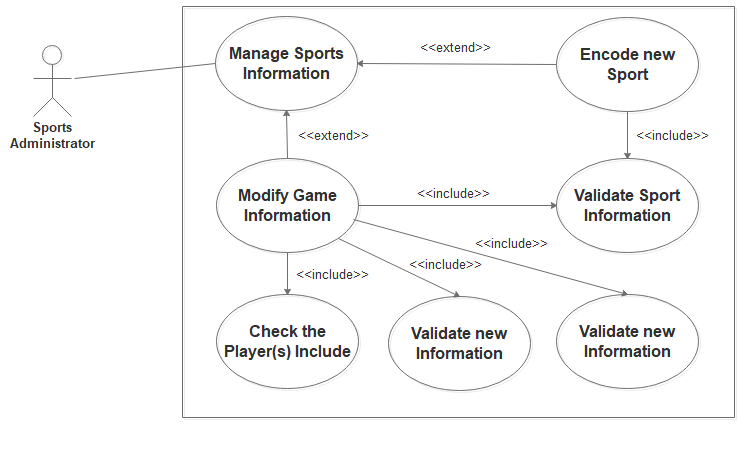 Manage Sports
Information
<<extend>>
Encode new
Sport
Sports
Administrator
<<extend>>
<<include>>
Modify Game
Information
<<include>>
Validate Sport
Information
<<include>>
<<include>>
<<include>>
Check the
Player(s) Include
Validate new
Information
Validate new
Information